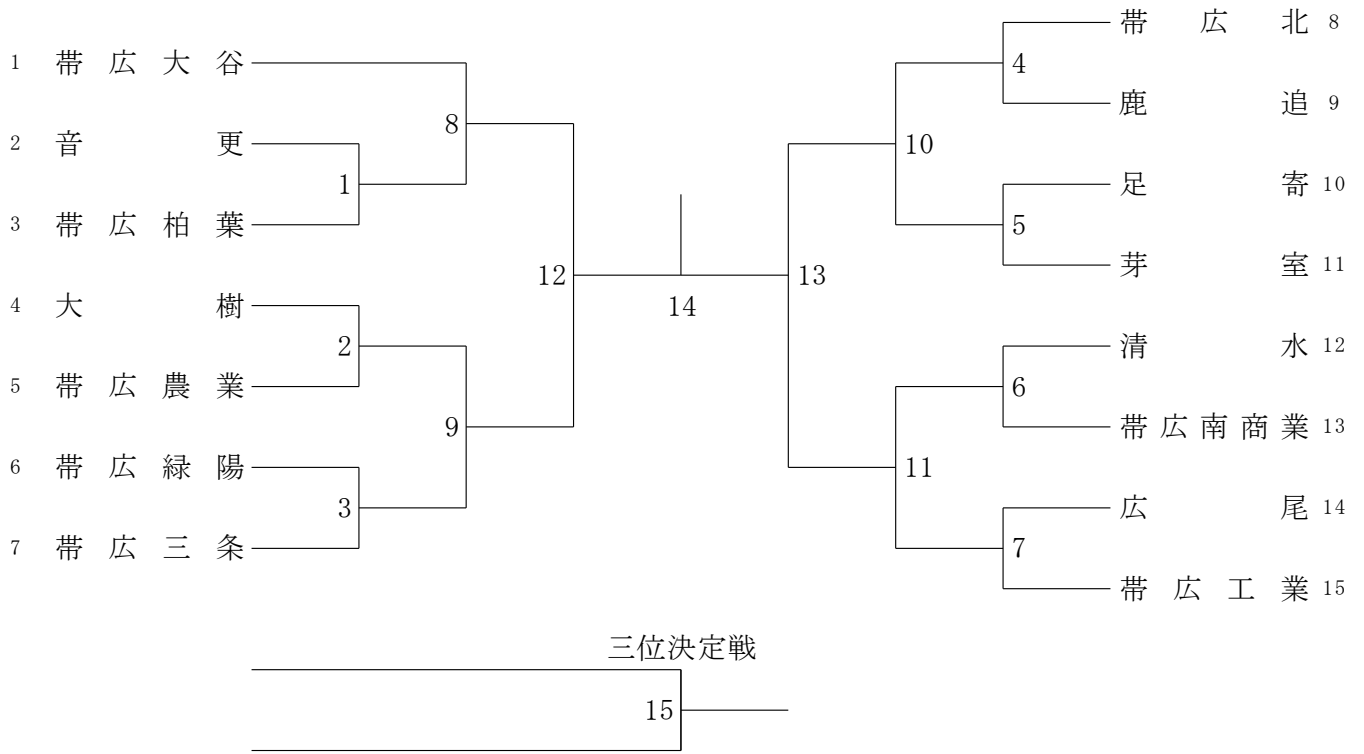 1 帯広大谷
2 音更
3 帯広柏葉
4 大樹
5 帯広農業
6 帯広緑陽
7 帯広三条
1
2
3
8
9
12
14
13
10
11
4
5
6
7
帯広北 8
鹿追 9
足寄 10
芽室 11
清水 12
帯広南商業 13
広尾 14
帯広工業 15
三位決定戦
15